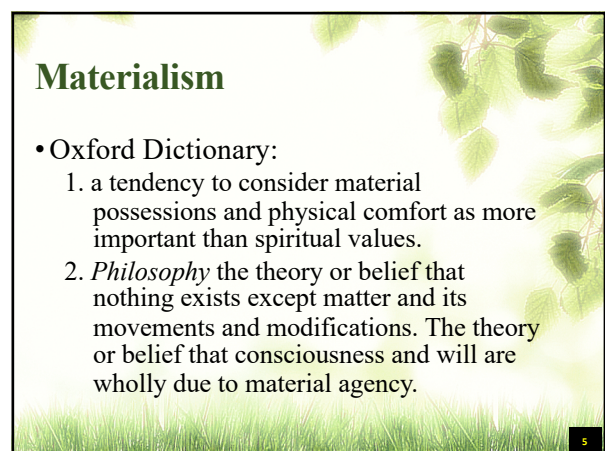 Materialism
• Oxford Dictionary:
1. a tendency to consider material
possessions and physical comfort as more
important than spiritual values.
2. Philosophy the theory or belief that
nothing exists except matter and its
movements and modifications. The theory
or belief that consciousness and will are
wholly due to material agency.
5